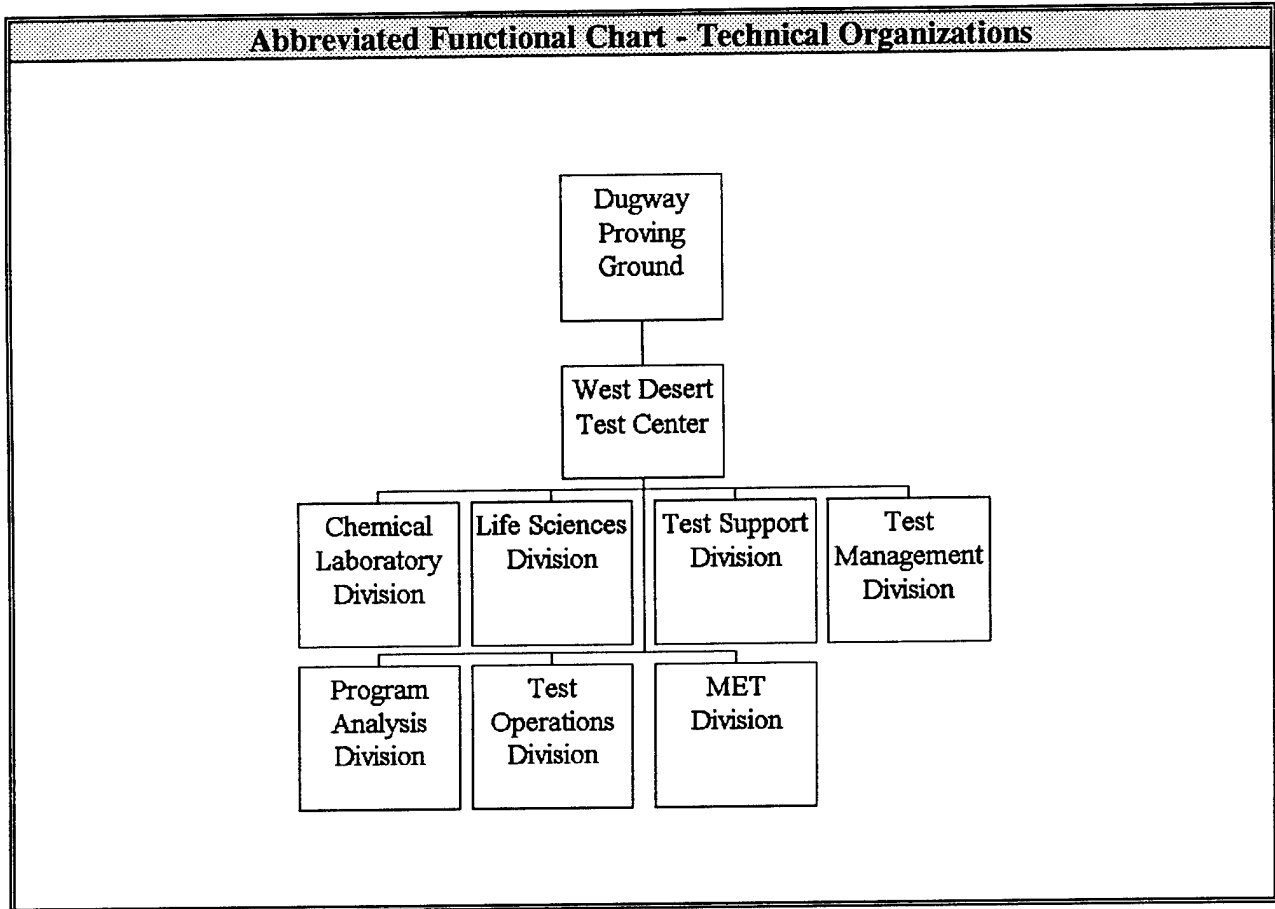 Abbreviated Functional Chart - Technical Organizations
Dugway
Proving
Ground
West Desert
Test Center
Chemical
Laboratory
Division
Life Sciences
Division
Test Support
Division
Test
Management
Division
Program
Analysis
Division
Test
Operations
Division
MET
Division